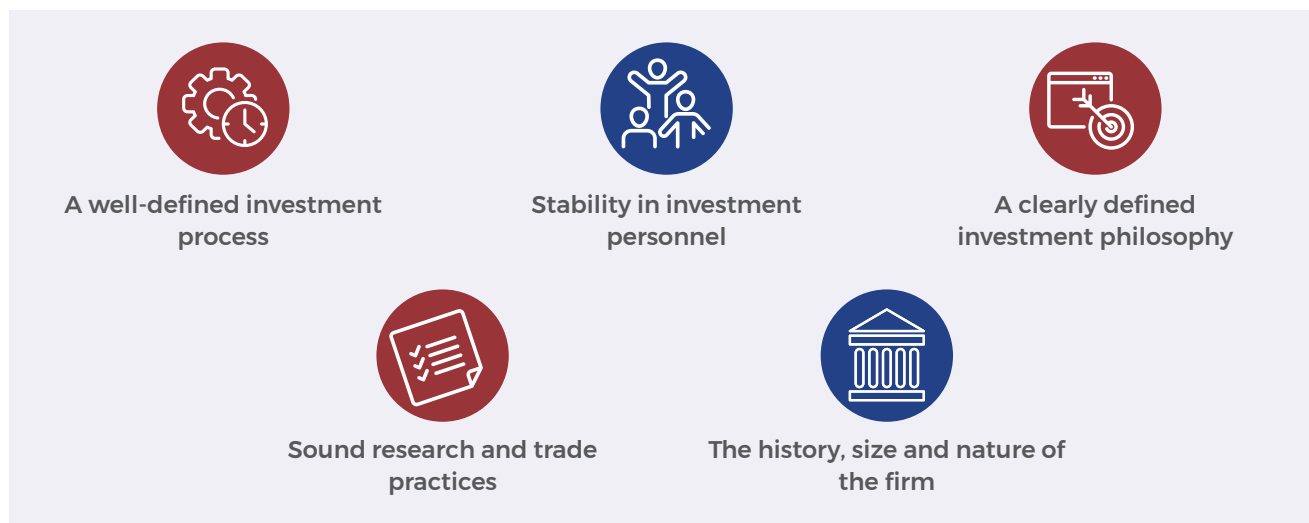 A well-defined investment
process
Stability in investment
personnel
A clearly defined
investment philosophy
Sound research and trade
practices
The history, size and nature of
the firm